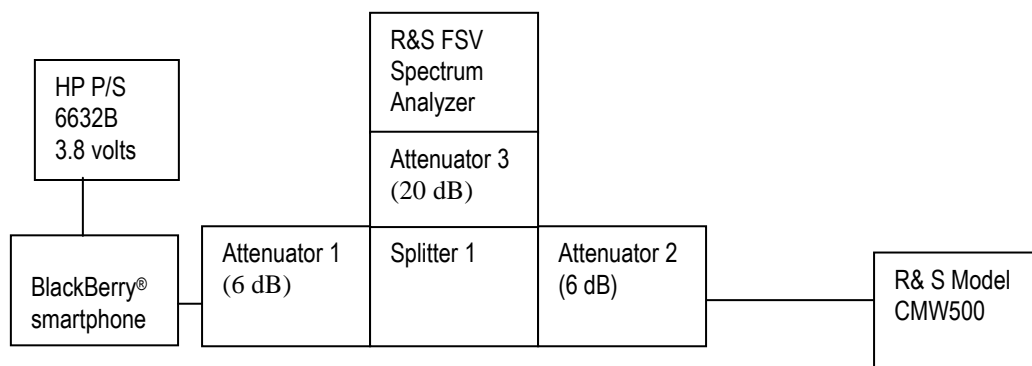 R&S FSV
Spectrum
Analyzer
HP P/S
6632B
3.8 volts
Attenuator 3
(20 dB)
BlackBerry®
smartphone
Attenuator 1
(6 dB)
Splitter 1
Attenuator 2
(6 dB)
R& S Model
CMW500